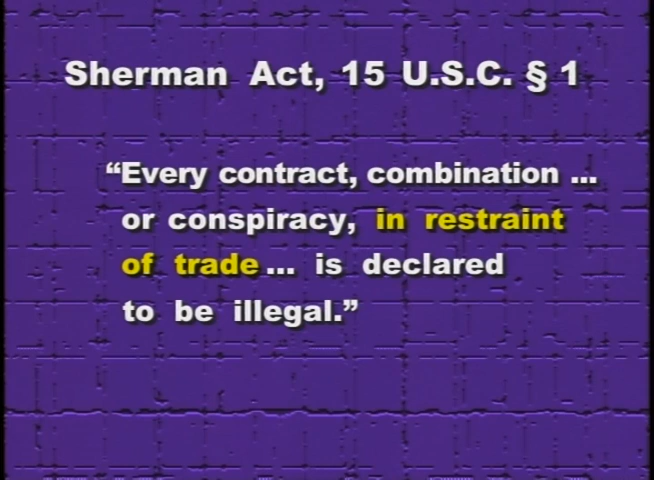 Sherman Act, 15 U.S.C. § 1
“Every contract, combination ...
or conspiracy, in restraint
of trade ... is declared
to be illegal.”